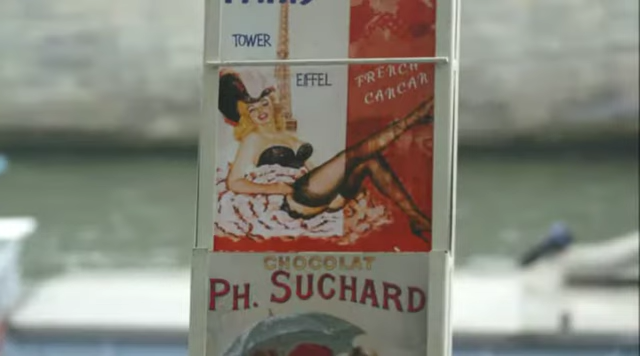 TOWER
EIFFEL
FRENCH
CANCAN
CHOCOLAT
PH. SUCHARD